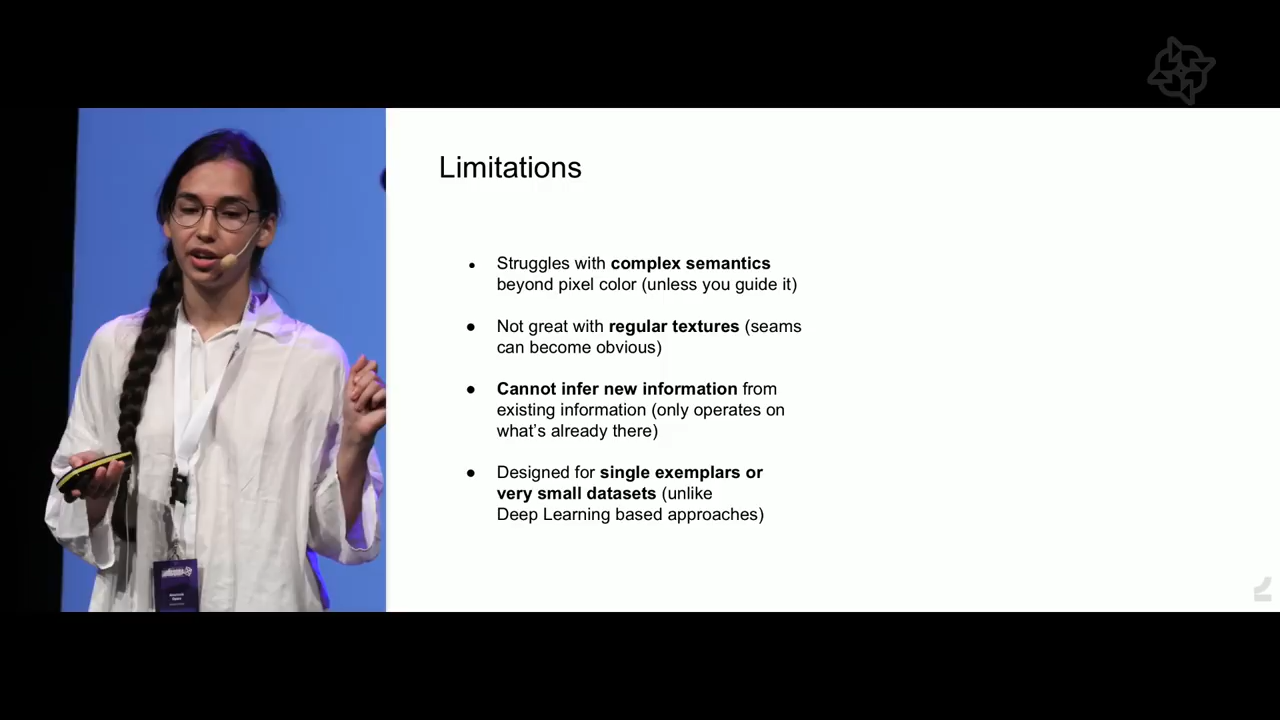 Limitations
• Struggles with complex semantics
beyond pixel color (unless you guide it)
• Not great with regular textures (seams
can become obvious)
• Cannot infer new information from
existing information (only operates on
what's already there)
• Designed for single exemplars or
very small datasets (unlike
Deep Learning based approaches)